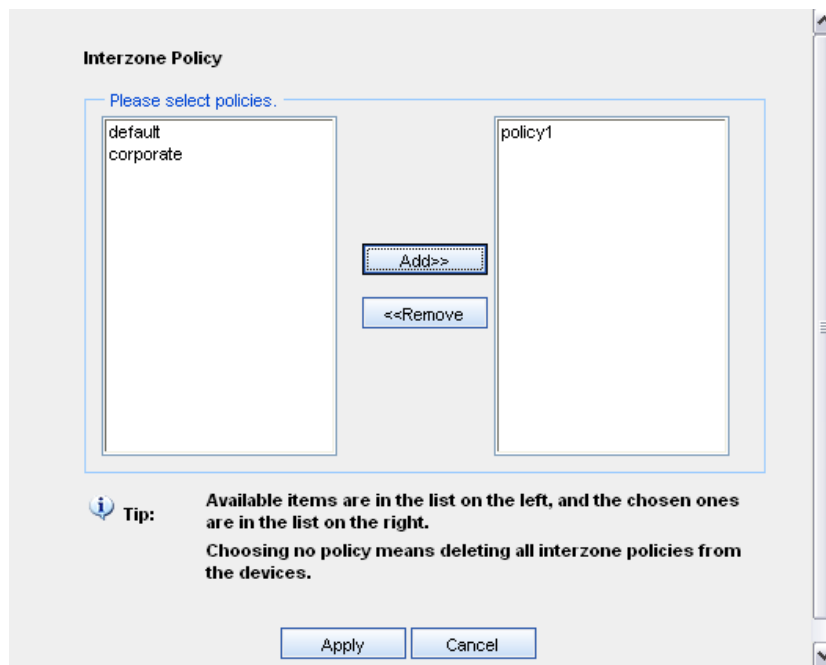 Interzone Policy
Please select policies.
default
corporate
policy1
Add>>
<<Remove
Tip:
Available items are in the list on the left, and the chosen ones
are in the list on the right.
Choosing no policy means deleting all interzone policies from
the devices.
Apply
Cancel